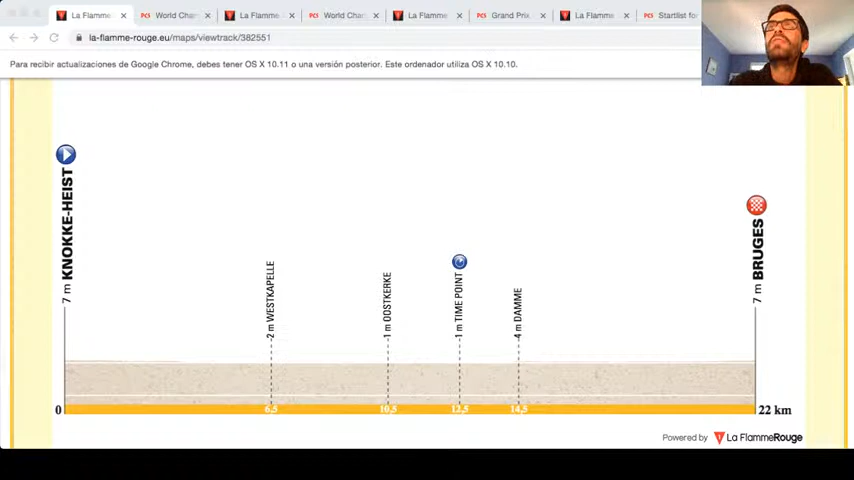 La Flamme
World Chan
La Flamme
World Chan
La Flamme
Grand Prix
La Flamme
Startlist fo
la-flamme-rouge.eu/maps/viewtrack/382551
Para recibir actualizaciones de Google Chrome, debes tener OS X 10.11 o una versión posterior. Este ordenador utiliza OS X 10.10.
7 m KNOKKE-HEIST
-2 m WESTKAPELLE
-1 m OOSTKERKE
-1 m TIME POINT
-4 m DAMME
7 m BRUGES
0
6,5
10,5
12,5
14,5
22 km
Powered by La FlammeRouge